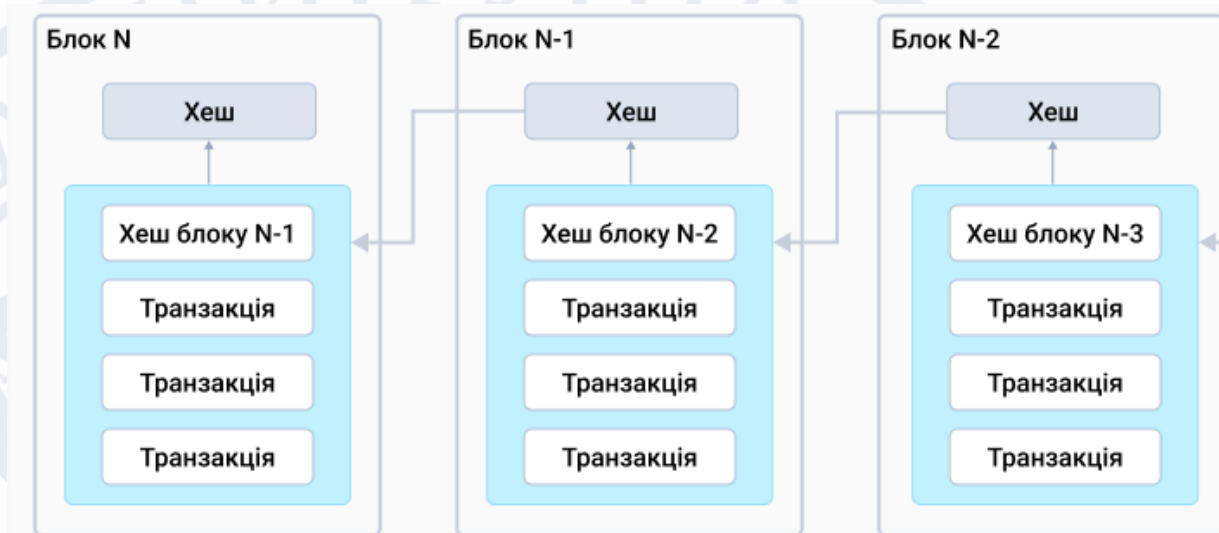 Блок N
Хеш
Хеш блоку N-1
Транзакція
Транзакція
Транзакція
Блок N-1
Хеш
Хеш блоку N-2
Транзакція
Транзакція
Транзакція
Блок N-2
Хеш
Хеш блоку N-3
Транзакція
Транзакція
Транзакція